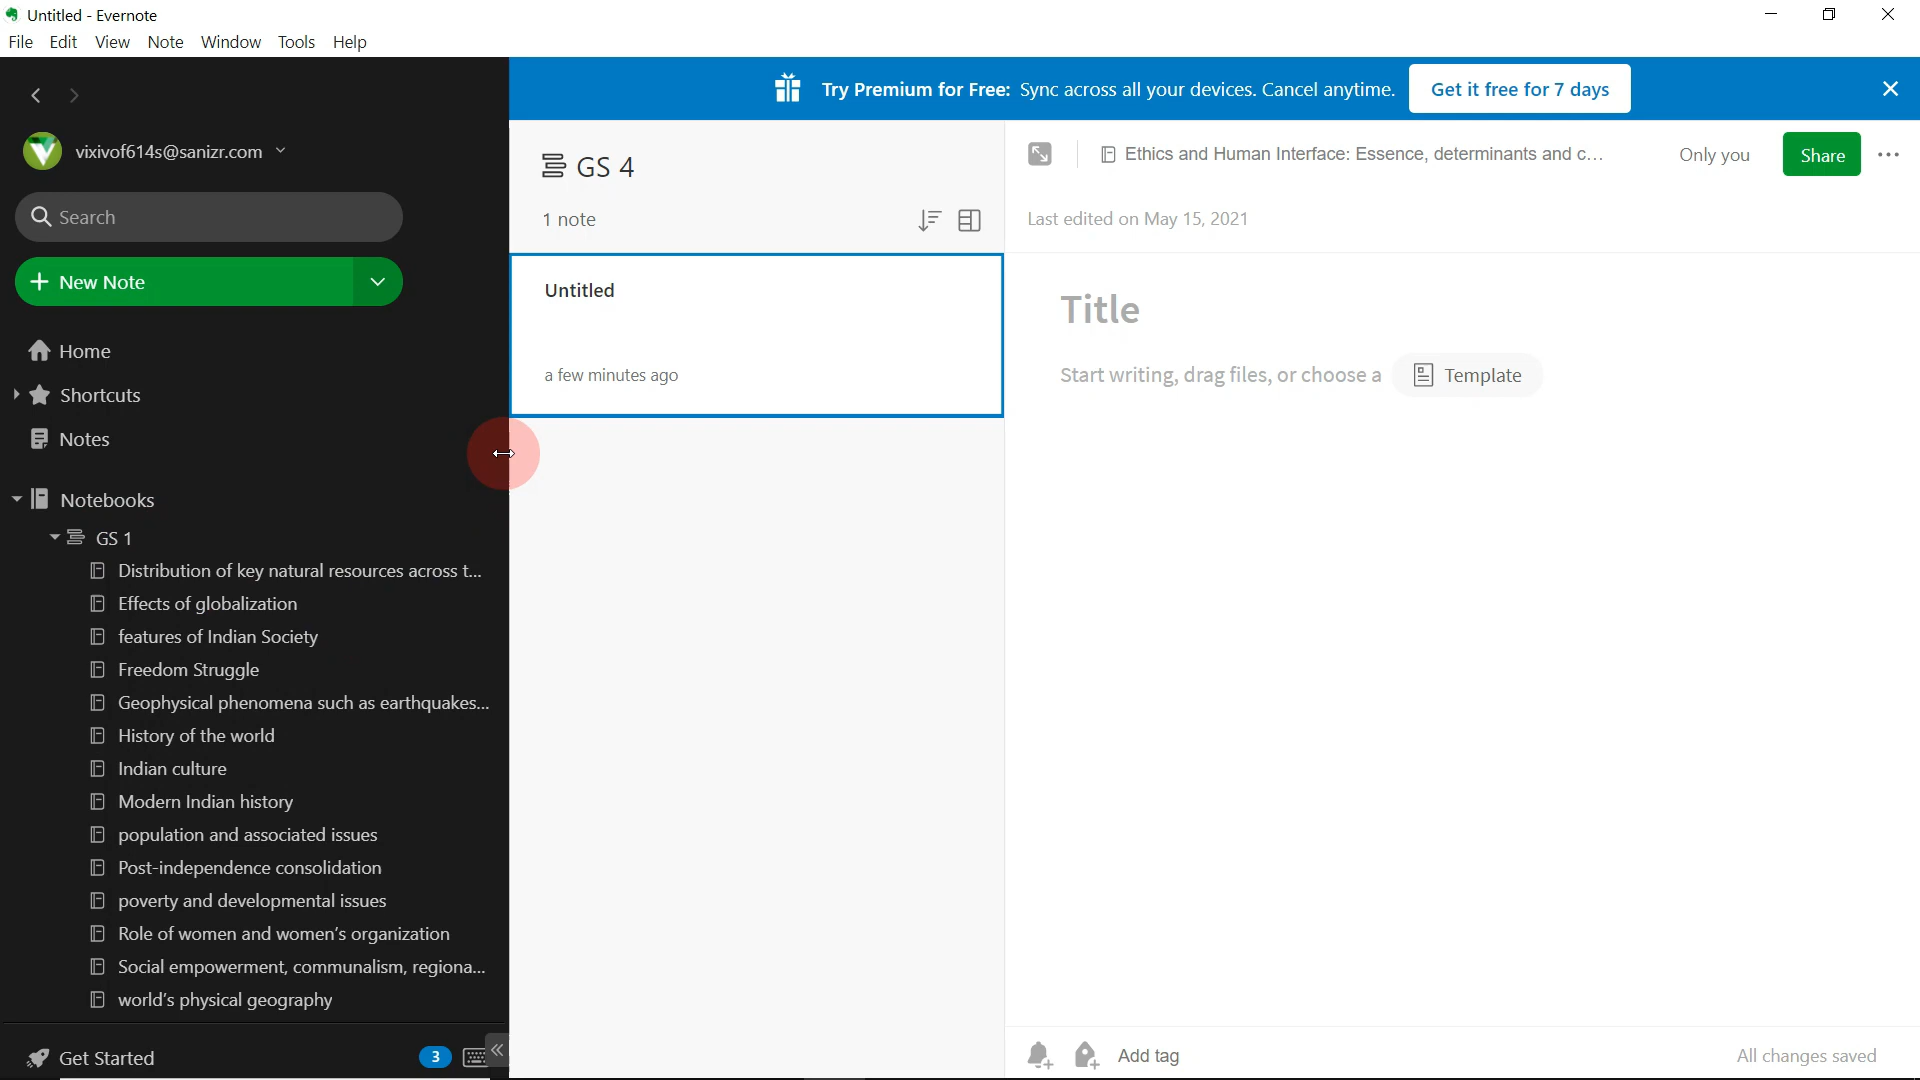 Untitled - Evernote
File Edit View Note Window Tools Help
Try Premium for Free: Sync across all your devices. Cancel anytime. Get it free for 7 days
vixivof614s@sanizr.com
Search
New Note
Home
Shortcuts
Notes
Notebooks
GS 1
Distribution of key natural resources across t...
Effects of globalization
features of Indian Society
Freedom Struggle
Geophysical phenomena such as earthquakes...
History of the world
Indian culture
Modern Indian history
population and associated issues
Post-independence consolidation
poverty and developmental issues
Role of women and women's organization
Social empowerment, communalism, regiona...
world's physical geography
Get Started 3
GS 4
1 note
Untitled
a few minutes ago
Ethics and Human Interface: Essence, determinants and c... Only you Share
Last edited on May 15, 2021
Title
Start writing, drag files, or choose a Template
Add tag All changes saved